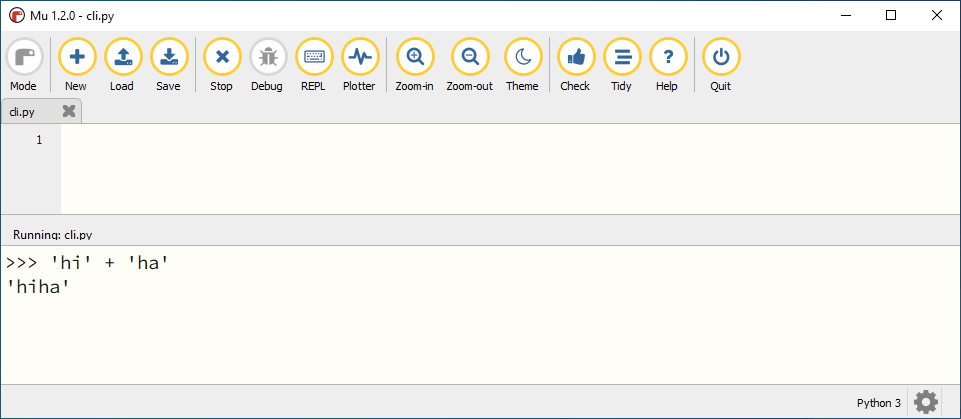 Mu 1.2.0 - cli.py
Mode New Load Save Stop Debug REPL Plotter Zoom-in Zoom-out Theme Check Tidy Help Quit
cli.py
1
Running: cli.py
>>> 'hi' + 'ha'
'hiha'
Python 3